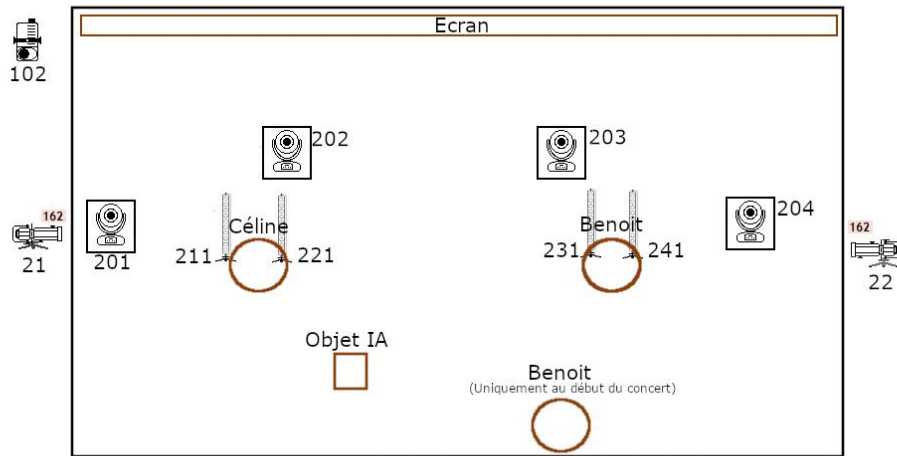 Ecran
102
202
203
162
201
21
Céline
211
221
Benoit
231
241
204
162
22
Objet IA
Benoit
(Uniquement au début du concert)